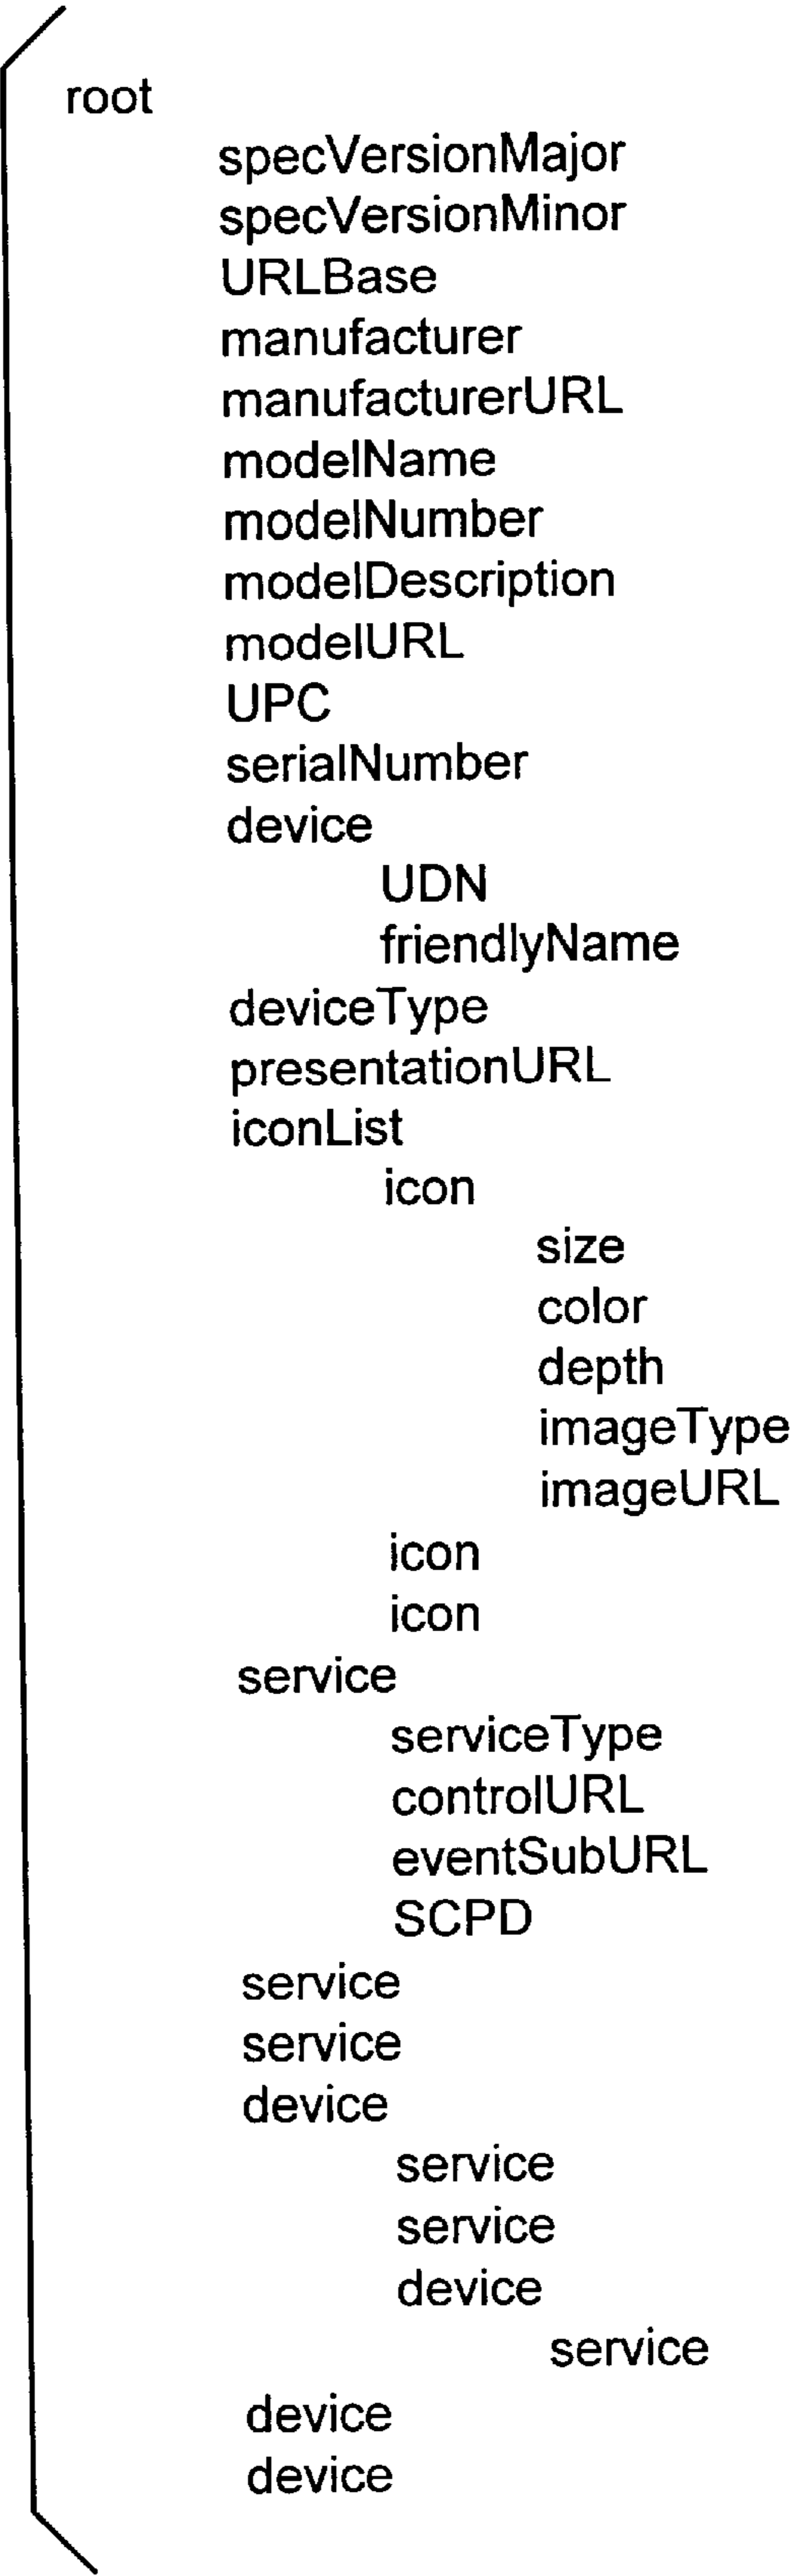 root
specVersionMajor
specVersionMinor
URLBase
manufacturer
manufacturerURL
modelName
modelNumber
modelDescription
modelURL
UPC
serialNumber
device
UDN
friendlyName
deviceType
presentationURL
iconList
icon
size
color
depth
imageType
imageURL
icon
icon
service
serviceType
controlURL
eventSubURL
SCPD
service
service
device
service
service
device
service
device
device